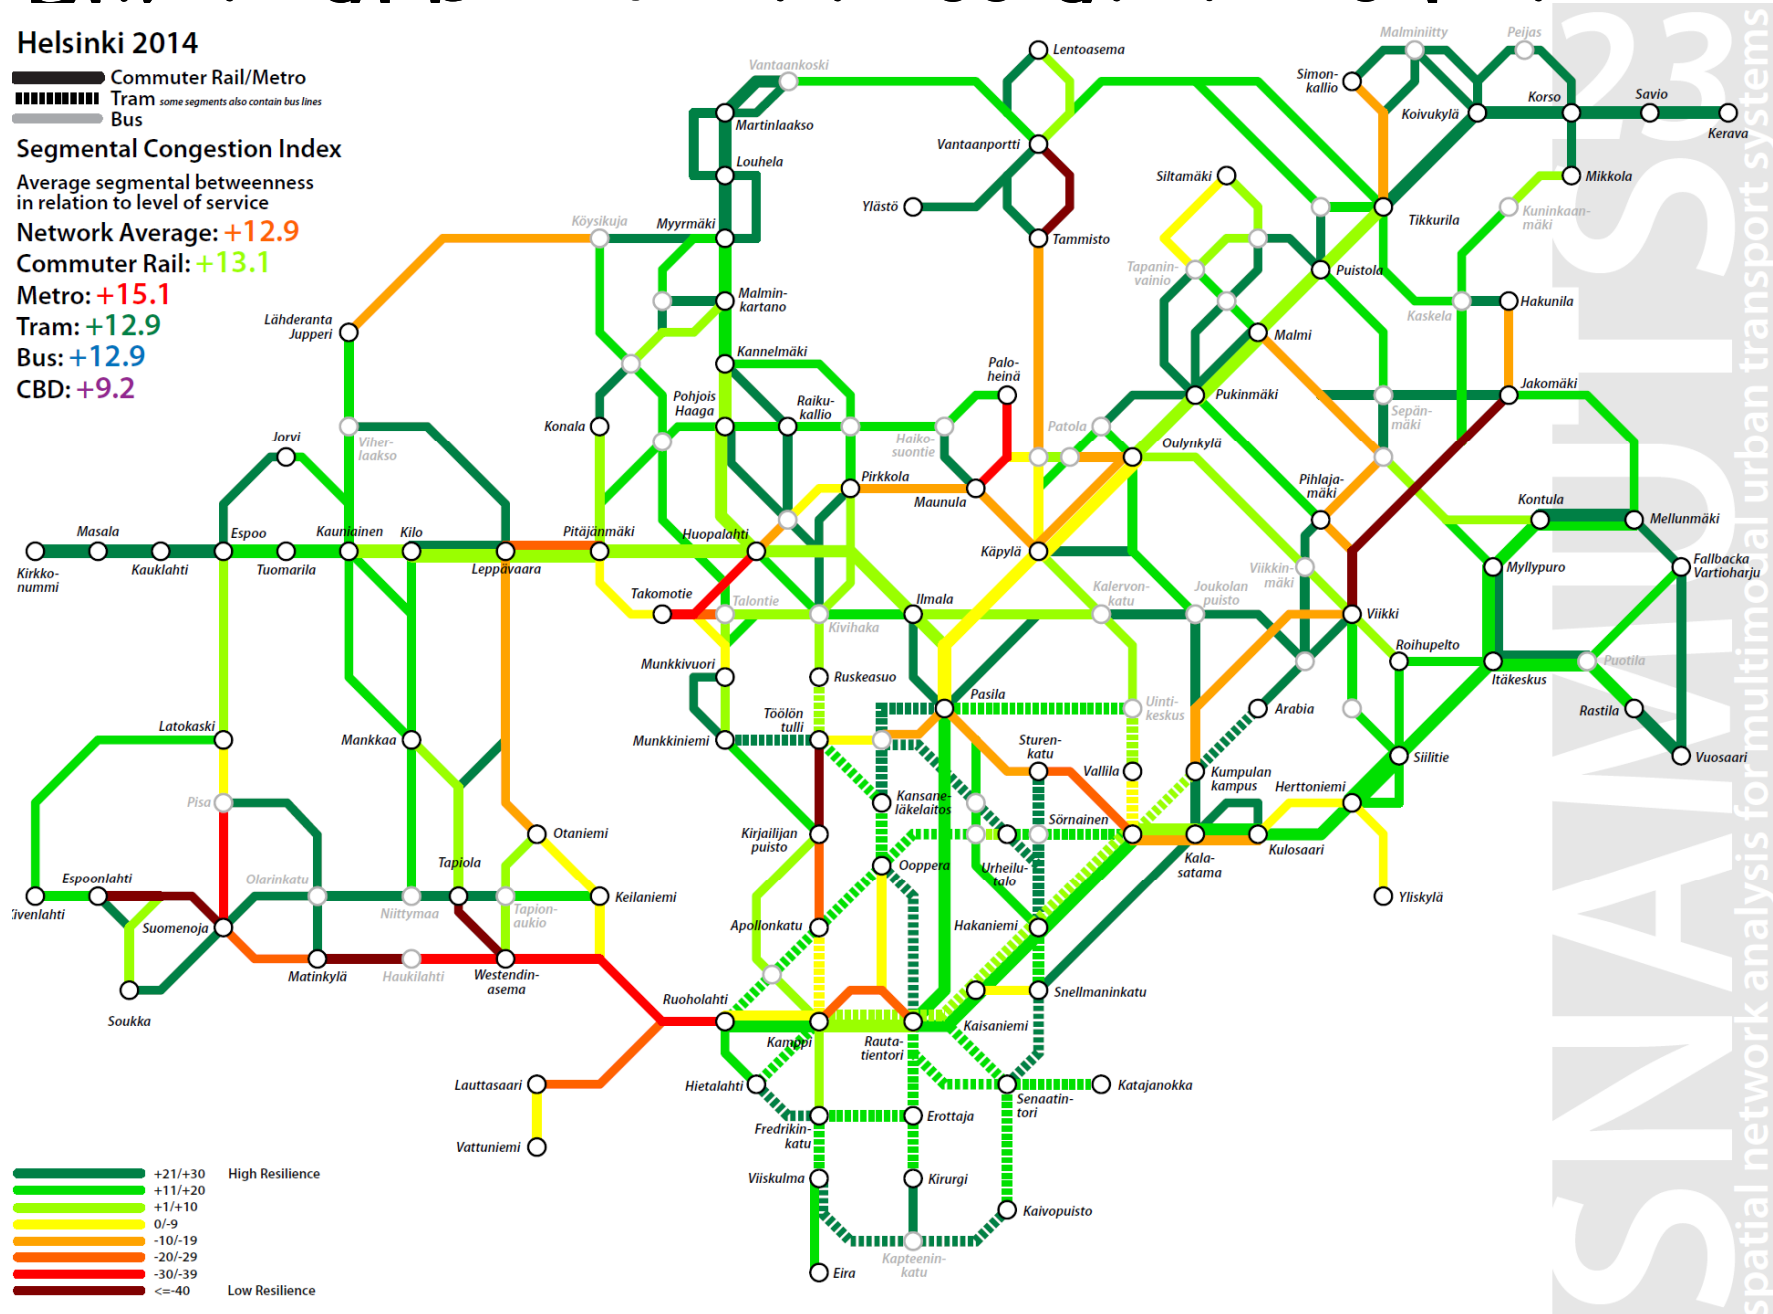 Helsinki 2014
Commuter Rail/Metro
Tram some segments also contain bus lines
Bus
Segmental Congestion Index
Average segmental betweenness
in relation to level of service
Network Average: +12.9
Commuter Rail: +13.1
Metro: +15.1
Tram: +12.9
Bus: +12.9
CBD: +9.2
Lentoasema
Malminiitty
Peijas
Vantaankoski
Simon-
kallio
Korso
Savio
Koivukylä
Kerava
Martinlaakso
Vantaanportti
Louhela
Siltamäki
Mikkola
Ylästö
Köysikuja
Myyrmäki
Tammisto
Tikkurila
Kuninkaan-
mäki
Tapanin-
vainio
Puistola
Malmin-
kartano
Hakunila
Kaskela
Lähderanta
Jupperi
Malmi
Kannelmäki
Palo-
heinä
Jakomäki
Pohjois
Haaga
Raiku-
kallio
Pukinmäki
Sepän-
mäki
Konala
Haiko-
suontie
Patola
Oulynkylä
Viher-
laakso
Jorvi
Pirkkola
Maunula
Pihlaja-
mäki
Kontula
Mellunmäki
Masala
Espoo
Kauniainen
Kilo
Pitäjänmäki
Huopalahti
Käpylä
Kirkko-
nummi
Kauklahti
Tuomarila
Leppävaara
Viikkin-
mäki
Myllypuro
Fallbacka
Vartioharju
Takomotie
Talontie
Kivihaka
Ilmala
Kalervon-
katu
Joukolan
puisto
Viikki
Roihupelto
Munkkivuori
Ruskeasuo
Itäkeskus
Puotila
Pasila
Uinti-
keskus
Arabia
Rastila
Latokaski
Mankkaa
Munkkiniemi
Töölön
tulli
Sturen-
katu
Vallila
Kumpulan
kampus
Siilitie
Vuosaari
Herttoniemi
Pisa
Kansane-
läkelaitos
Otaniemi
Kirjailijan
puisto
Sörnainen
Kala-
satama
Kulosaari
Tapiola
Ooppera
Urheilu-
talo
Espoonlahti
Olarinkatu
Keilaniemi
Yliskylä
Kivenlahti
Niittymaa
Tapion-
aukio
Suomenoja
Apollonkatu
Hakaniemi
Matinkylä
Haukilahti
Westendin-
asema
Soukka
Ruoholahti
Snellmaninkatu
Kamppi
Rauta-
tientori
Kaisaniemi
Lauttasaari
Hietalahti
Senaatin-
tori
Katajanokka
Fredrikin-
katu
Erottaja
Vattuniemi
Viiskulma
Kirurgi
Kaivopuisto
Kapteenin-
katu
Eira
+21/+30 High Resilience
+11/+20
+1/+10
0/-9
-10/-19
-20/-29
-30/-39
<=-40 Low Resilience
SNAMUTS
23
spatial network analysis for multimodal urban transport systems